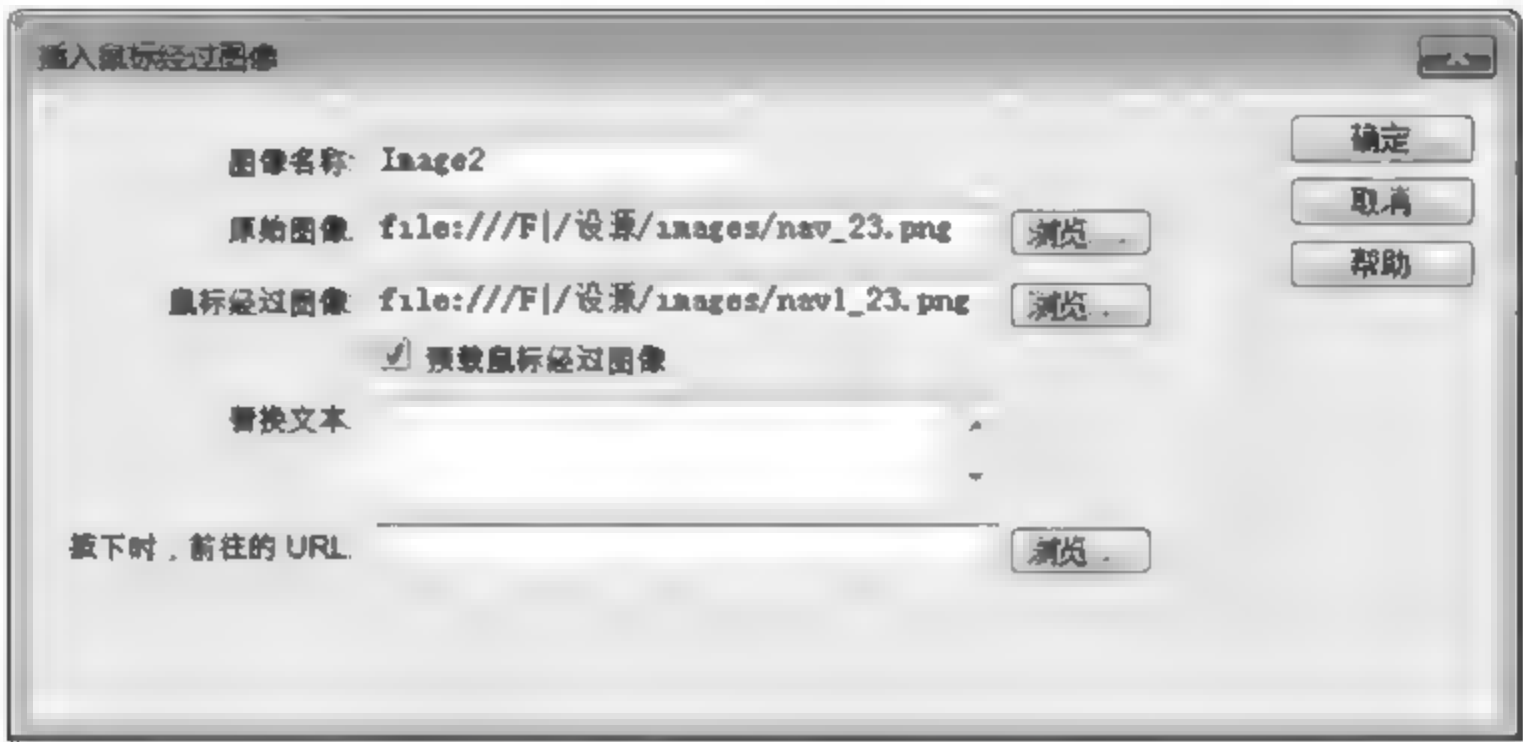 插入鼠标经过图像
图像名称: Image2
确定
取消
帮助
原始图像: file:///F|/设源/images/nav_23.png 浏览...
鼠标经过图像: file:///F|/设源/images/nav1_23.png 浏览...
预载鼠标经过图像
替换文本:
按下时,前往的 URL: 浏览...